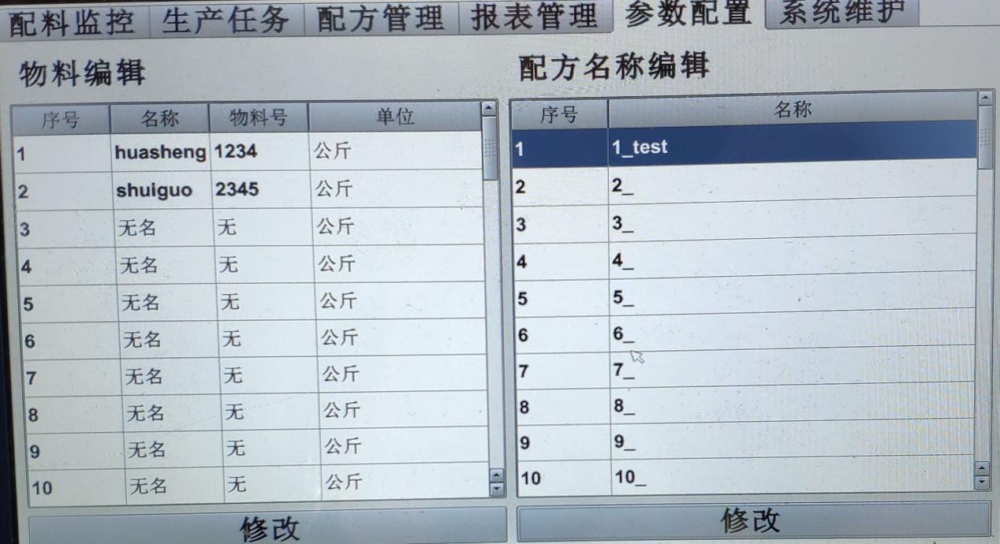 配料监控 生产任务 配方管理 报表管理 参数配置 系统维护
物料编辑
序号 名称 物料号 单位
1 huasheng 1234 公斤
2 shuiguo 2345 公斤
3 无名 无 公斤
4 无名 无 公斤
5 无名 无 公斤
6 无名 无 公斤
7 无名 无 公斤
8 无名 无 公斤
9 无名 无 公斤
10 无名 无 公斤
修改
配方名称编辑
序号 名称
1 1_test
2 2_
3 3_
4 4_
5 5_
6 6_
7 7_
8 8_
9 9_
10 10_
修改